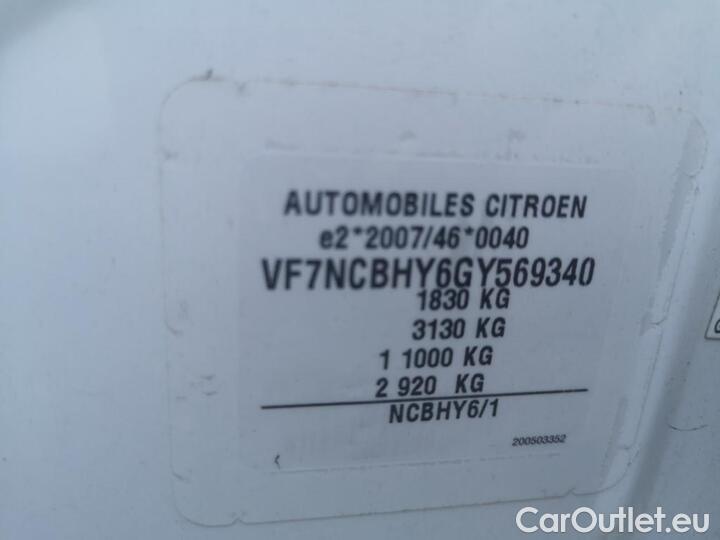 AUTOMOBILES CITROEN
e2*2007/46*0040
VF7NCBHY6GY569340
1830 KG
3130 KG
1 1000 KG
2 920 KG
NCBHY6/1
200503352
CarOutlet.eu